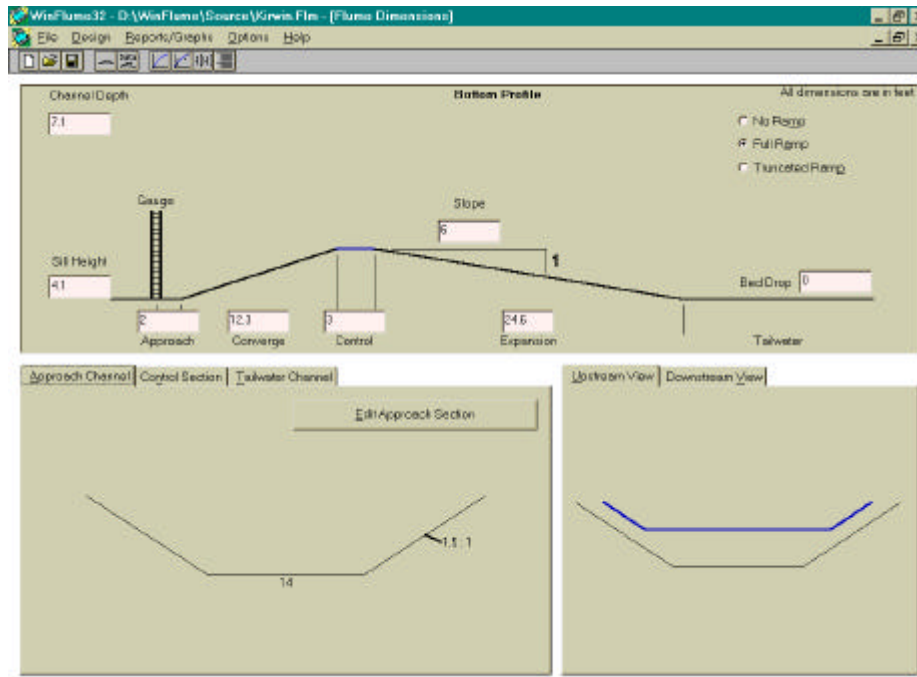 WinFlume32 - D:\WinFlume\Source\Kirwin.Flm - [Flume Dimensions]
File Design Reports/Graphs Options Help
Channel Depth
Bottom Profile
All dimensions are in feet
7.1
No Ramp
Full Ramp
Truncated Ramp
Gauge
Slope
6
1
Sill Height
4.1
Bed Drop 0
2 12.3 3 24.6
Approach Converge Control Expansion Tailwater
Approach Channel Control Section Tailwater Channel
Upstream View Downstream View
Edit Approach Section
1.5 : 1
14